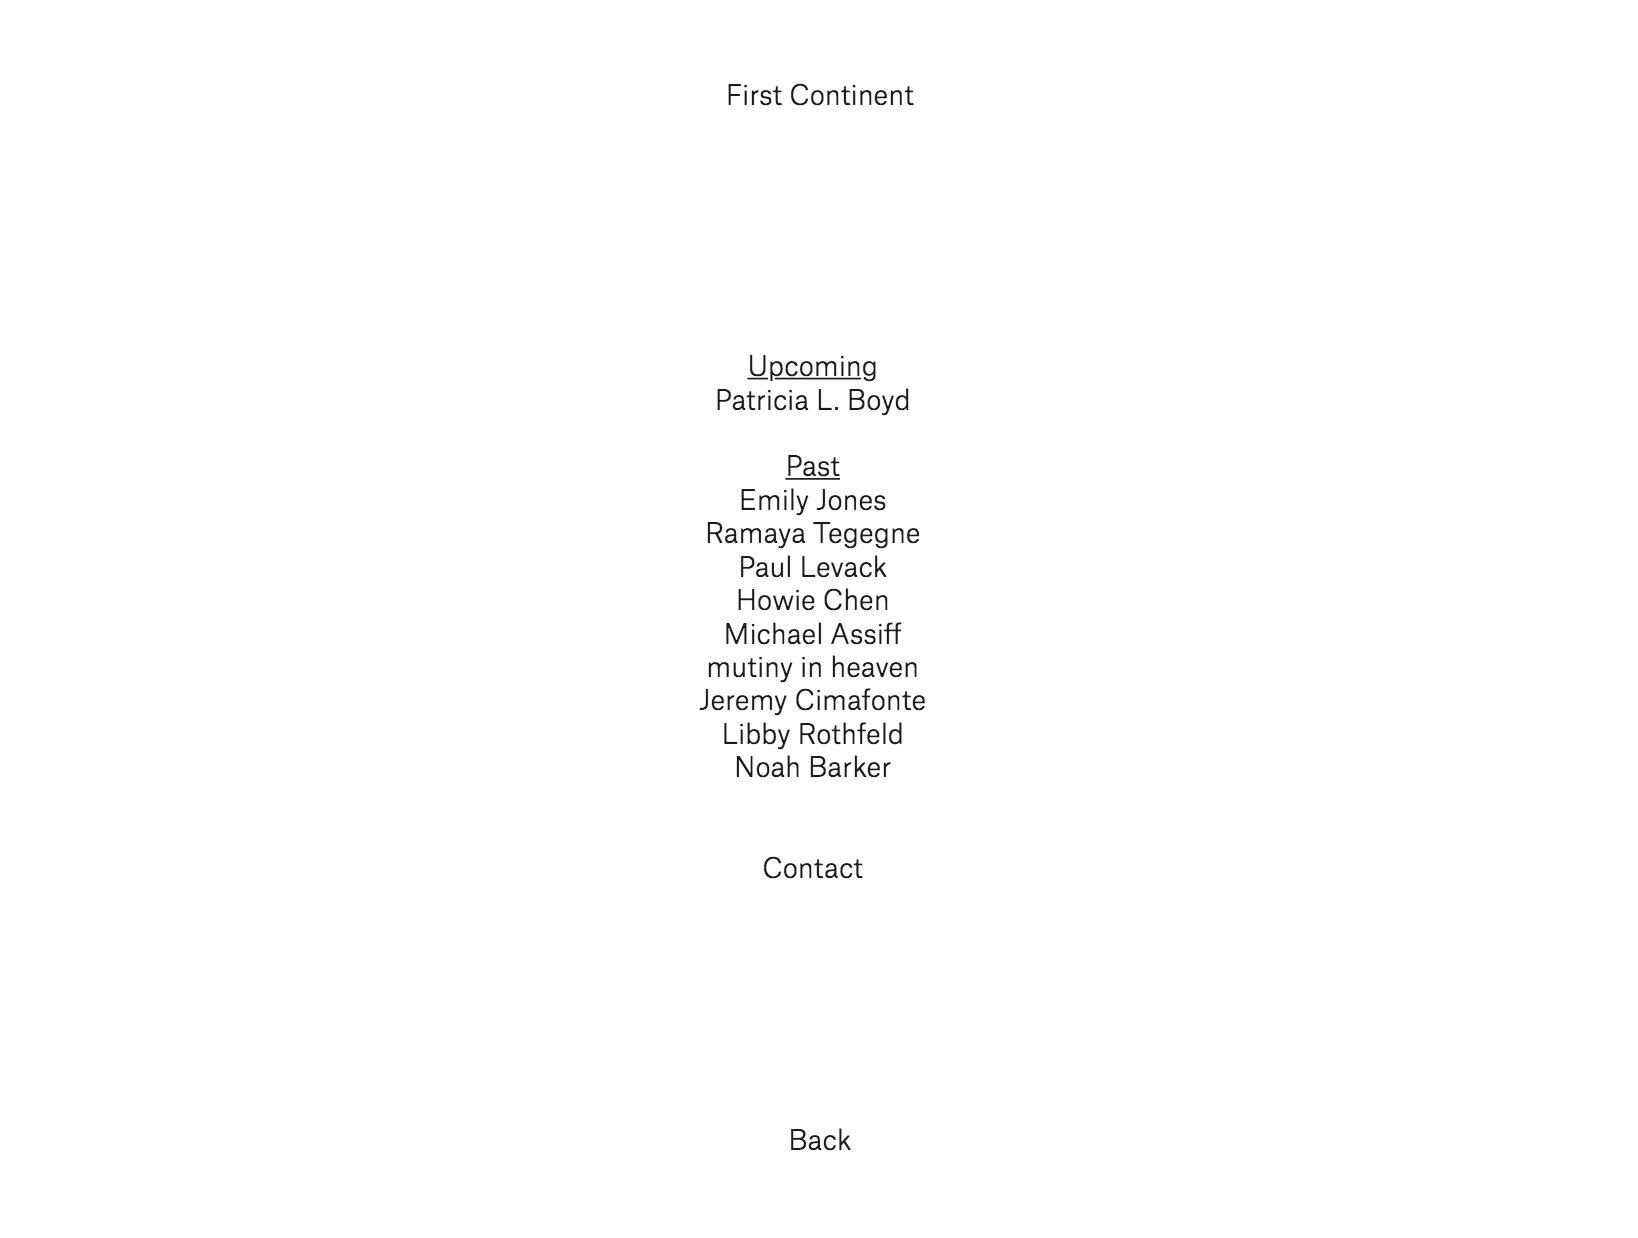 First Continent
Upcoming
Patricia L. Boyd
Past
Emily Jones
Ramaya Tegegne
Paul Levack
Howie Chen
Michael Assiff
mutiny in heaven
Jeremy Cimafonte
Libby Rothfeld
Noah Barker
Contact
Back